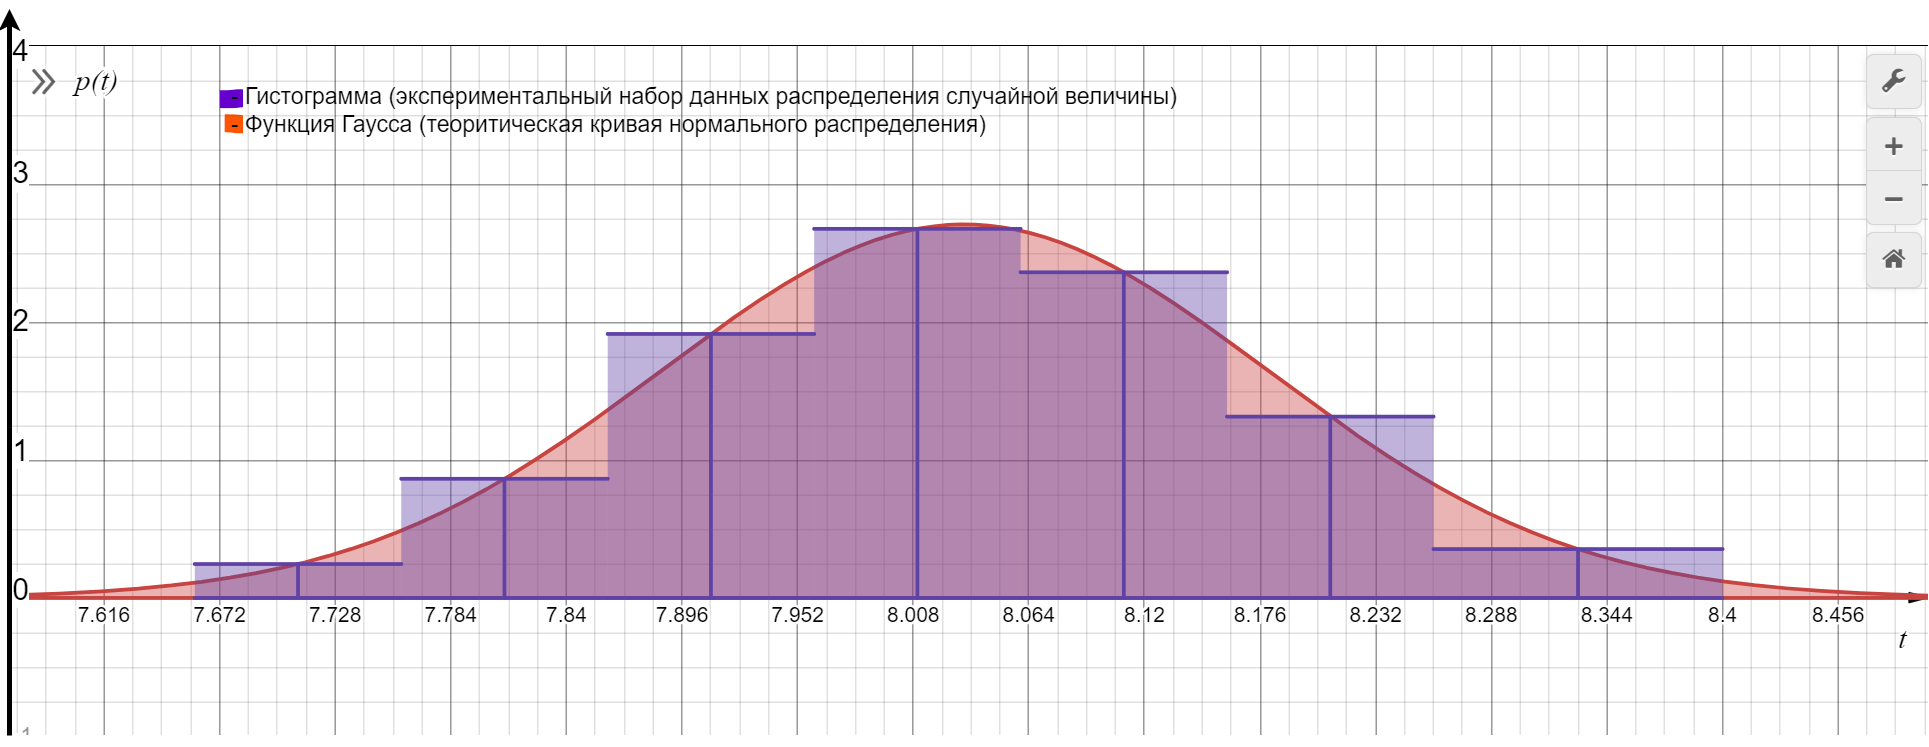 4
p(t)
- Гистограмма (экспериментальный набор данных распределения случайной величины)
- Функция Гаусса (теоритическая кривая нормального распределения)
+
3
−
2
1
0
7.616 7.672 7.728 7.784 7.84 7.896 7.952 8.008 8.064 8.12 8.176 8.232 8.288 8.344 8.4 8.456
t
1